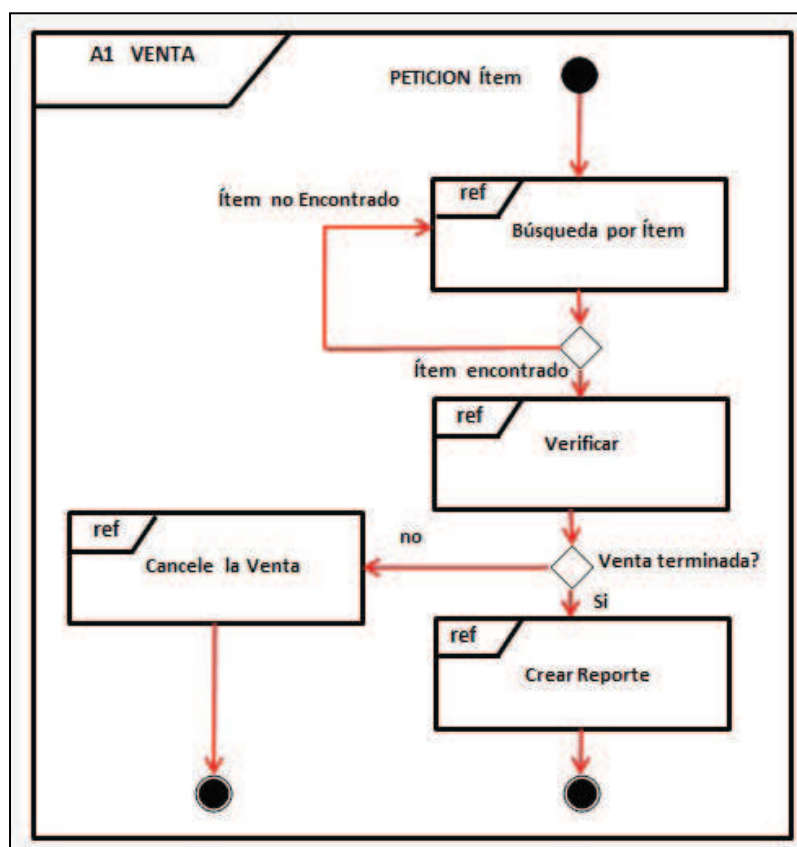 A1 VENTA
PETICION Ítem
ref
Ítem no Encontrado
Búsqueda por Ítem
Ítem encontrado
ref
Verificar
ref
no
Cancele la Venta
Venta terminada?
Si
ref
Crear Reporte